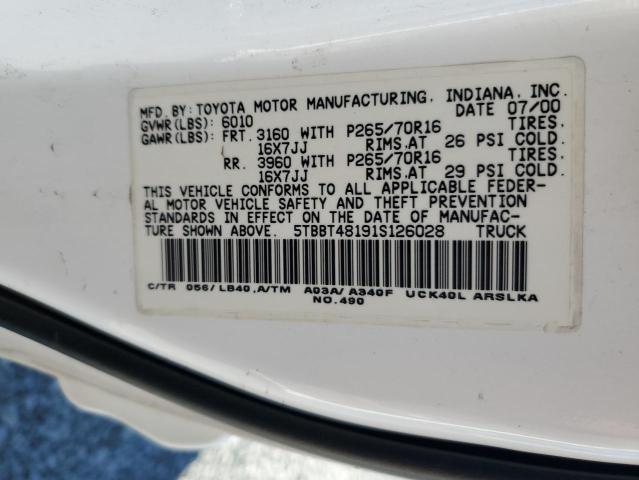 MFD.BY:TOYOTA MOTOR MANUFACTURING, INDIANA, INC.
GVWR(LBS): 6010 DATE 07/00
GAWR(LBS): FRT. 3160 WITH P265/70R16 TIRES.
16X7JJ RIMS.AT 26 PSI COLD.
RR. 3960 WITH P265/70R16 TIRES.
16X7JJ RIMS.AT 29 PSI COLD.
THIS VEHICLE CONFORMS TO ALL APPLICABLE FEDER-
AL MOTOR VEHICLE SAFETY AND THEFT PREVENTION
STANDARDS IN EFFECT ON THE DATE OF MANUFAC-
TURE SHOWN ABOVE. 5TBBT48191S126028 TRUCK
C/TR 056/LB40,A/TM A03A/A340F UCK40L ARSLKA
NO.490